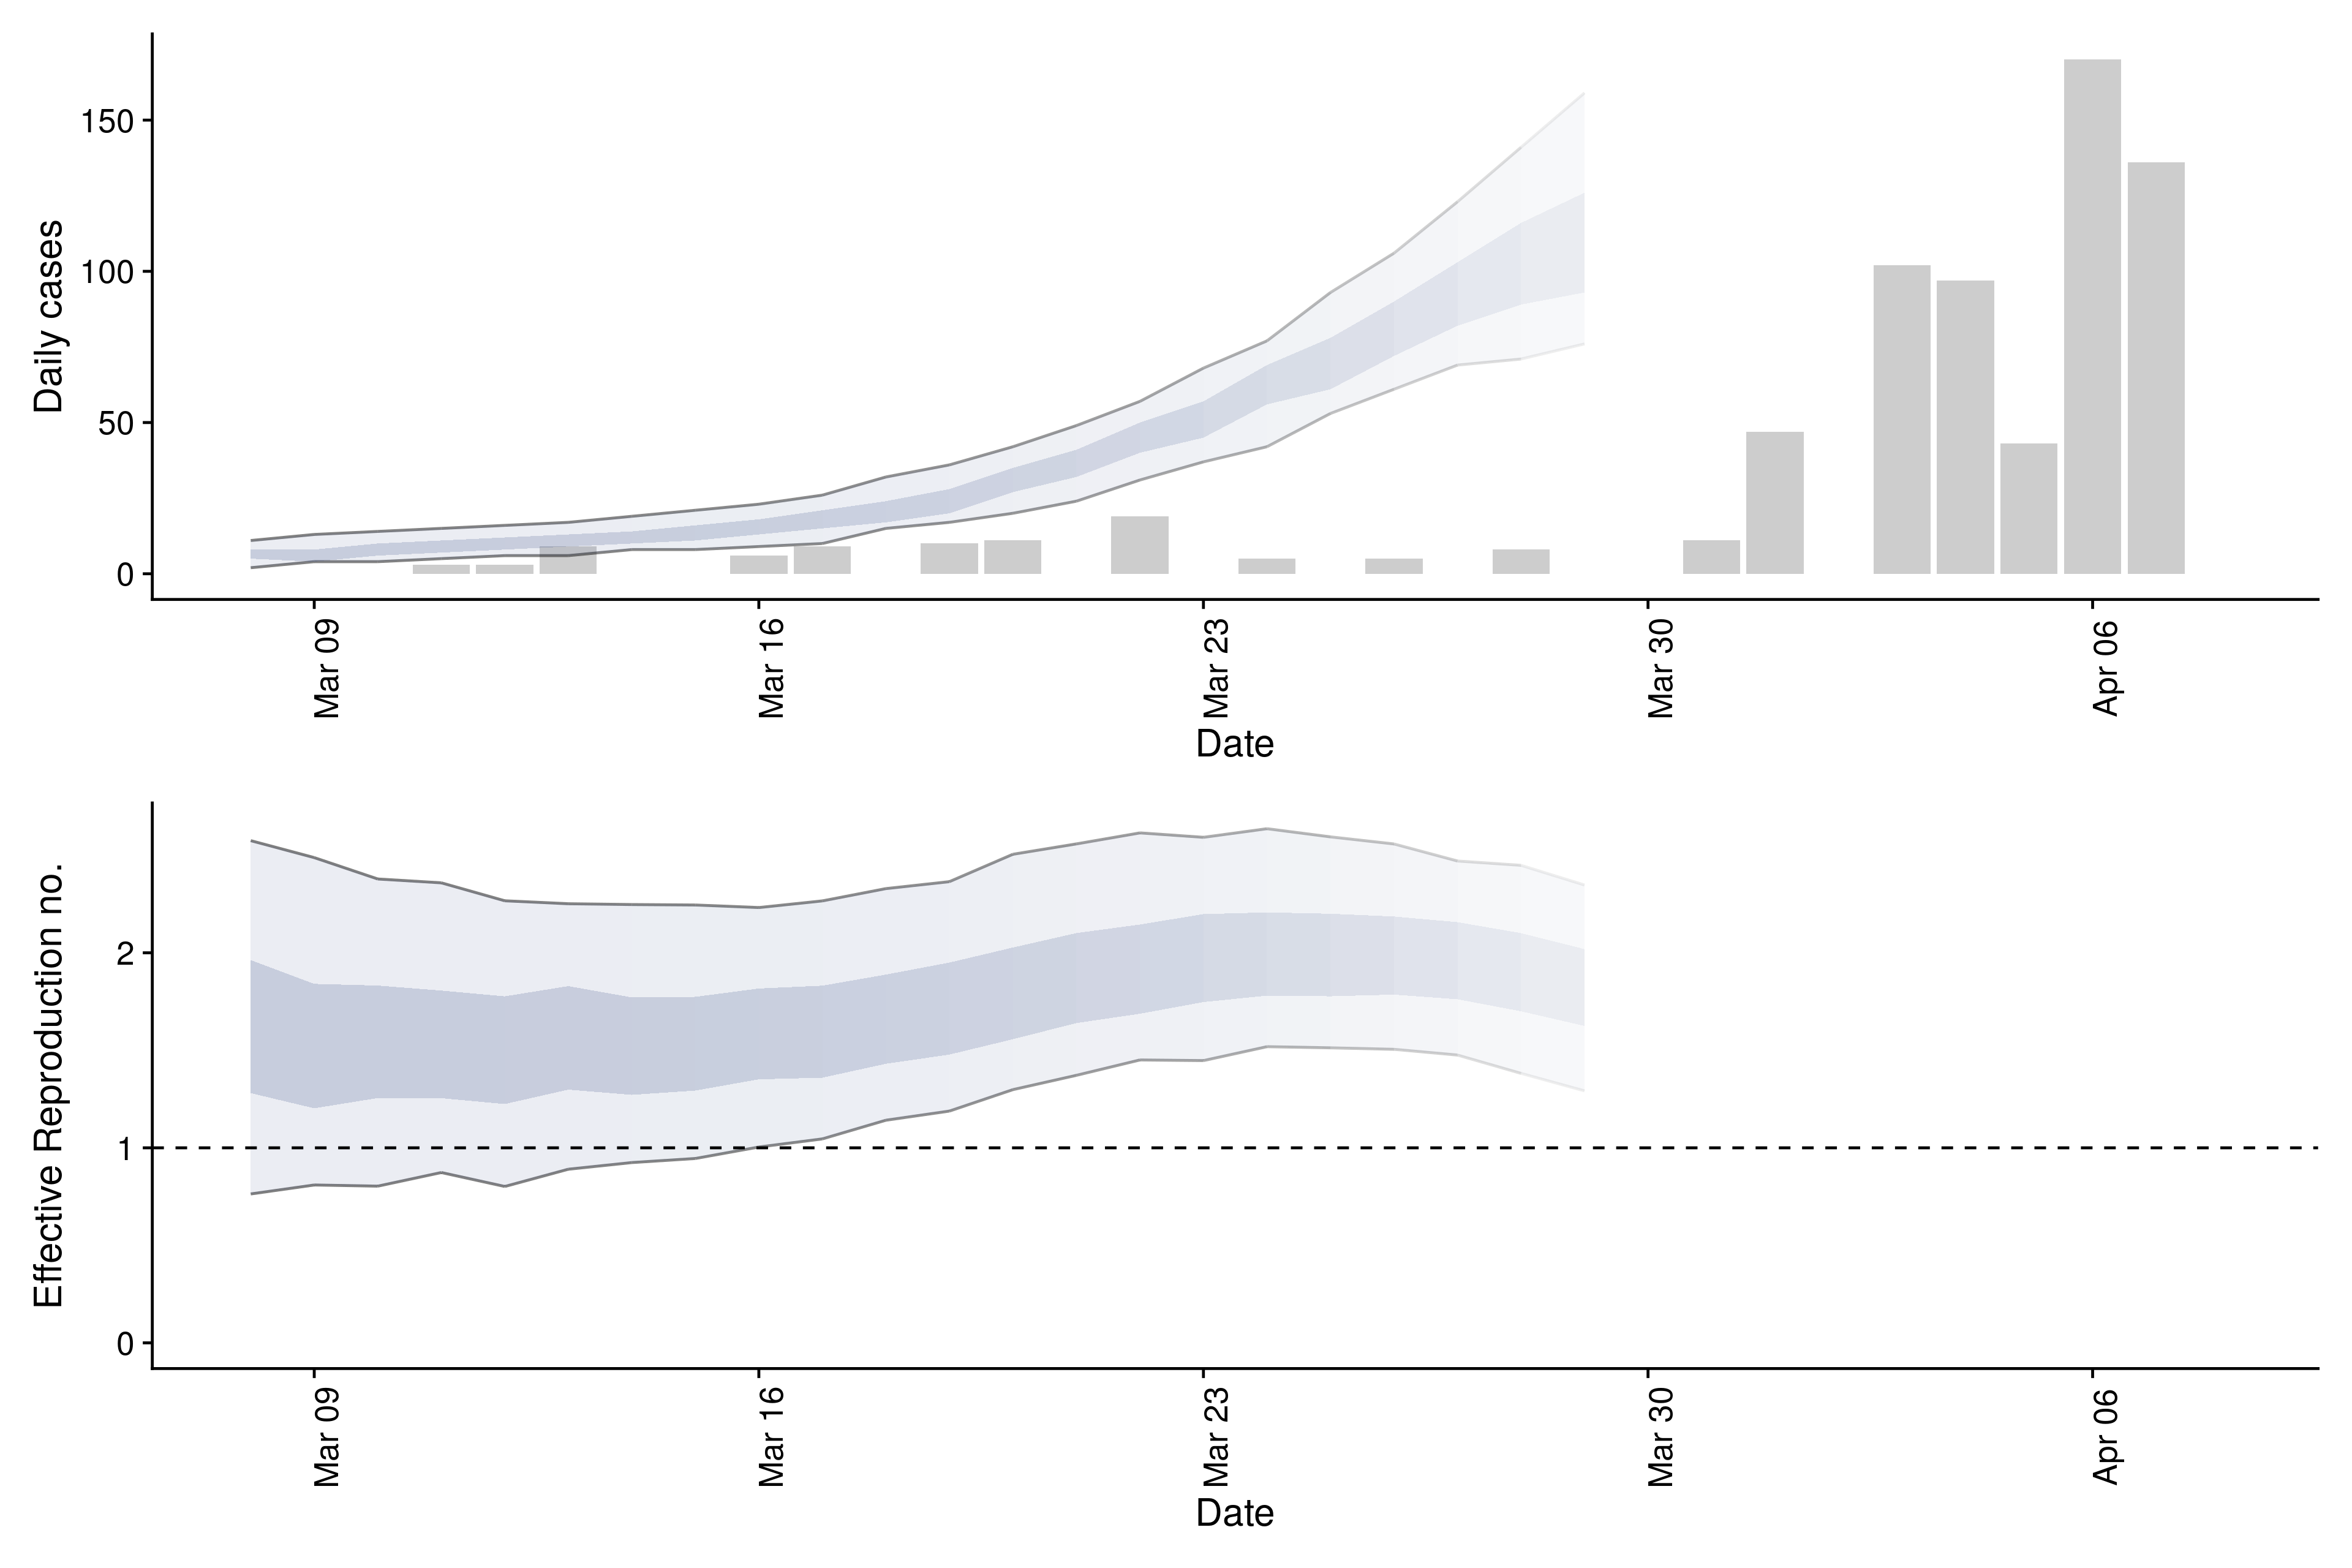 Daily cases
150
100
50
0
Mar 09
Mar 16
Mar 23
Mar 30
Apr 06
Date
Effective Reproduction no.
2
1
0
Mar 09
Mar 16
Mar 23
Mar 30
Apr 06
Date